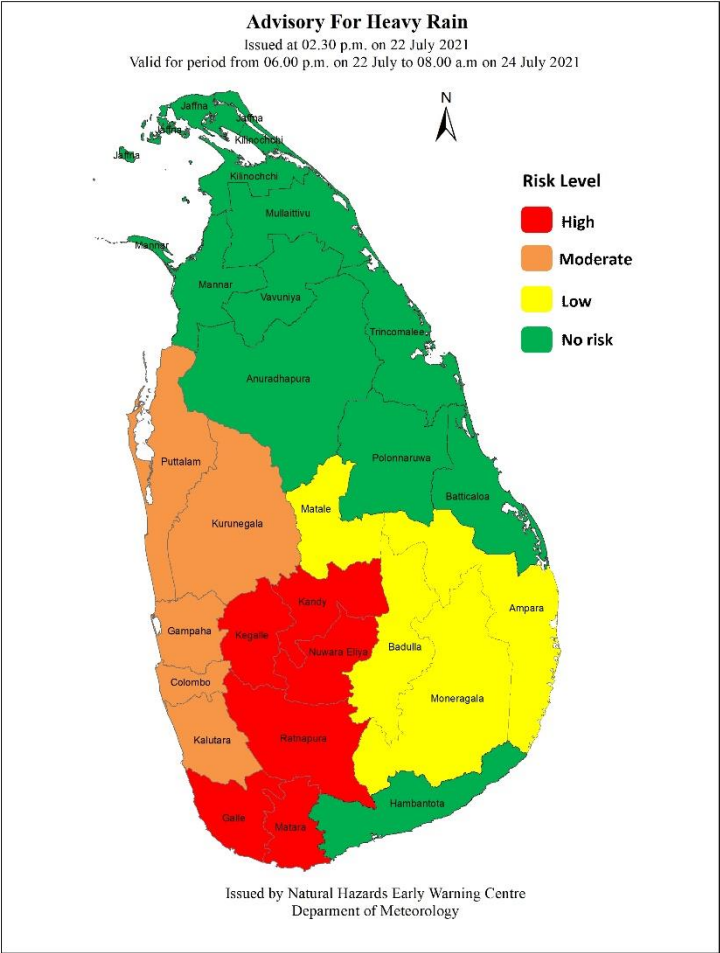 Advisory For Heavy Rain
Issued at 02.30 p.m. on 22 July 2021
Valid for period from 06.00 p.m. on 22 July to 08.00 a.m on 24 July 2021
N
Jaffna
Jaffna
Jaffna
Kilinochchi
Jaffna
Kilinochchi
Risk Level
Mullaittivu
High
Mannar
Moderate
Mannar
Vavuniya
Low
Trincomalee
No risk
Anuradhapura
Polonnaruwa
Puttalam
Batticaloa
Matale
Kurunegala
Kandy
Ampara
Gampaha
Kegalle
Badulla
Nuwara Eliya
Colombo
Moneragala
Kalutara
Ratnapura
Hambantota
Galle
Matara
Issued by Natural Hazards Early Warning Centre
Deparment of Meteorology